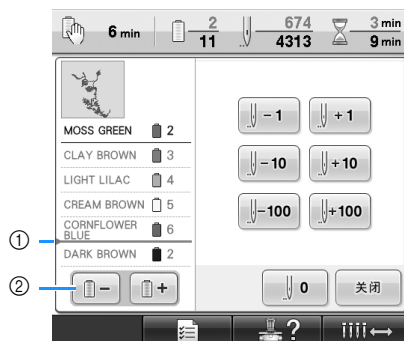 6 min
2
11
674
4313
3 min
9 min
MOSS GREEN 2
CLAY BROWN 3
LIGHT LILAC 4
CREAM BROWN 5
CORNFLOWER
BLUE 6
DARK BROWN 2
- 1
+ 1
- 10
+ 10
-100
+100
①
②
-
+
0
关闭
?